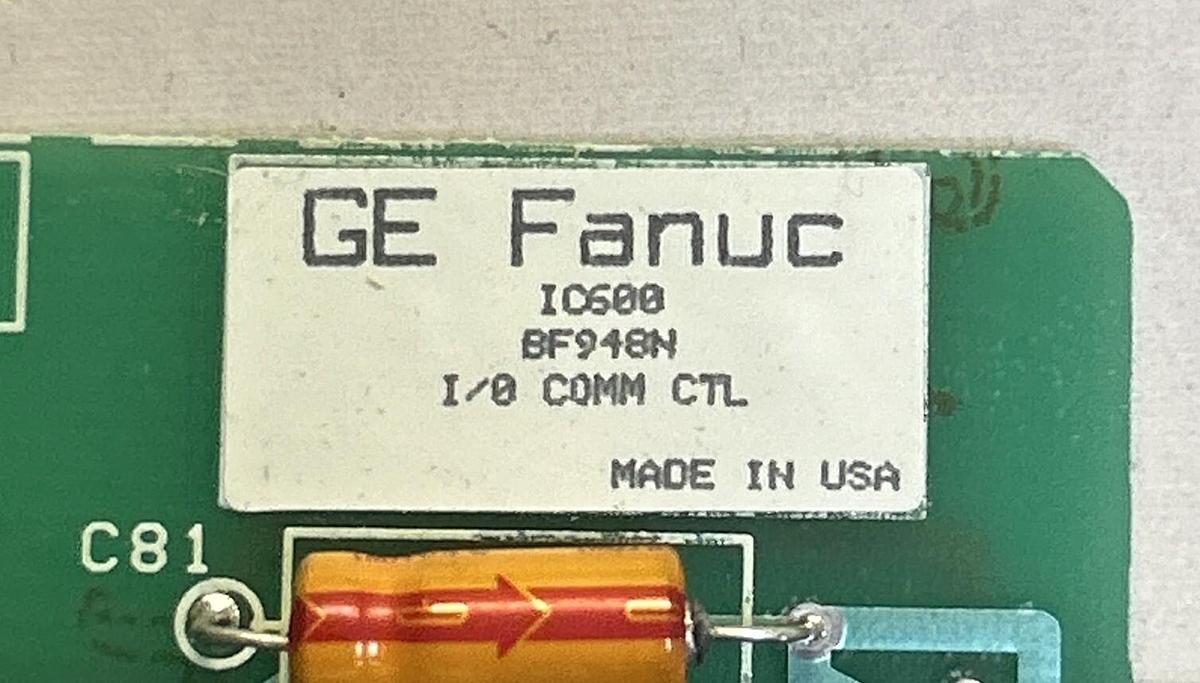 GE Fanuc
IC600
BF948N
I/0 COMM CTL
MADE IN USA
C81